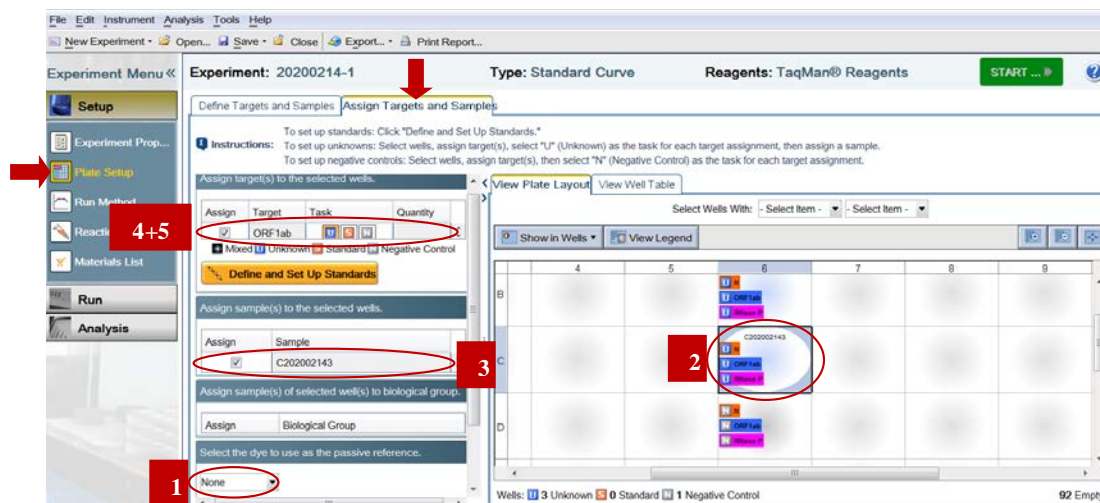 File Edit Instrument Analysis Tools Help
New Experiment Open... Save Close Export... Print Report...
Experiment Menu «
Experiment: 20200214-1 Type: Standard Curve Reagents: TaqMan® Reagents START ...
Setup
Experiment Prop...
Plate Setup
Run Method
Materials List
Run
Analysis
Define Targets and Samples Assign Targets and Samples
Instructions:
To set up standards: Click "Define and Set Up Standards."
To set up unknowns: Select wells, assign target(s), select "U" (Unknown) as the task for each target assignment, then assign a sample.
To set up negative controls: Select wells, assign target(s), then select "N" (Negative Control) as the task for each target assignment.
Assign target(s) to the selected wells.
Assign Target Task Quantity
ORF1ab U S N
4+5
Mixed U Unknown S Standard N Negative Control
Define and Set Up Standards
Assign sample(s) to the selected wells.
Assign Sample
C202002143
3
Assign sample(s) of selected well(s) to biological group.
Assign Biological Group
Select the dye to use as the passive reference.
1
None
View Plate Layout View Well Table
Select Wells With: - Select Item - - Select Item -
Show in Wells View Legend
4 5 6 7 8 9
B
U N
U ORF1ab
U RNase P
C
2
C202002143
U N
U ORF1ab
U RNase P
D
N N
N ORF1ab
N RNase P
Wells: U 3 Unknown S 0 Standard N 1 Negative Control 92 Empt